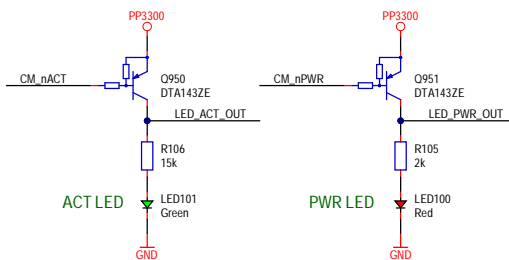 PP3300
CM_nACT
Q950
DTA143ZE
LED_ACT_OUT
R106
15k
ACT LED
LED101
Green
GND
PP3300
CM_nPWR
Q951
DTA143ZE
LED_PWR_OUT
R105
2k
PWR LED
LED100
Red
GND